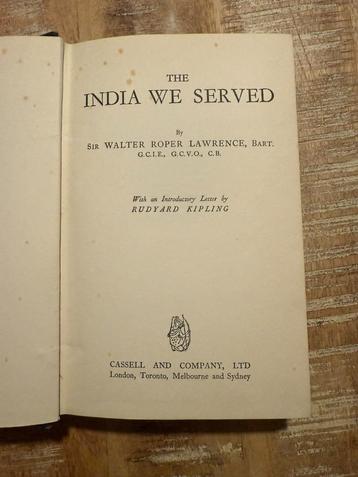 THE
INDIA WE SERVED
By
SIR WALTER ROPER LAWRENCE, BART.
G.C.I.E., G.C.V.O., C.B.
With an Introductory Letter by
RUDYARD KIPLING
CASSELL AND COMPANY, LTD
London, Toronto, Melbourne and Sydney